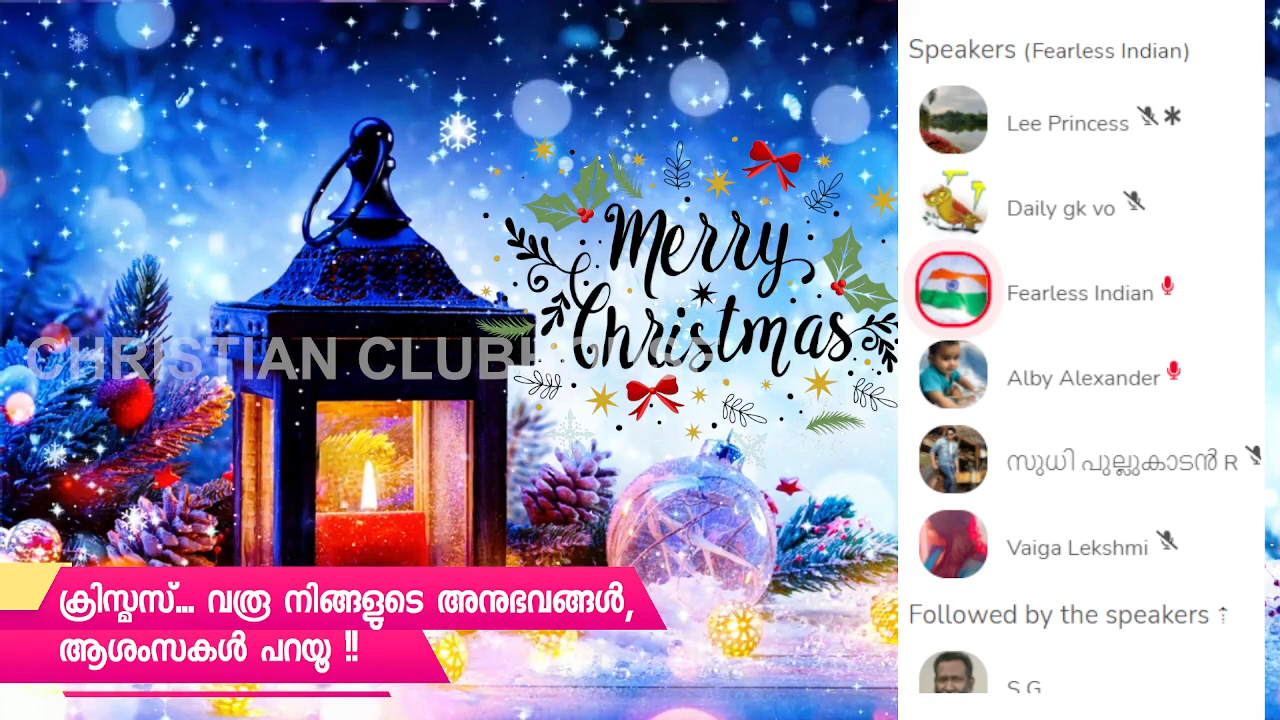 Merry
Christmas
CHRISTIAN CLUBHOUSE
ക്രിസ്മസ്... വരൂ നിങ്ങളുടെ അനുഭവങ്ങൾ,
ആശംസകൾ പറയൂ !!
Speakers (Fearless Indian)
Lee Princess
Daily gk vo
Fearless Indian
Alby Alexander
സുധി പുല്ലുകാടൻ R
Vaiga Lekshmi
Followed by the speakers ⇡
S G